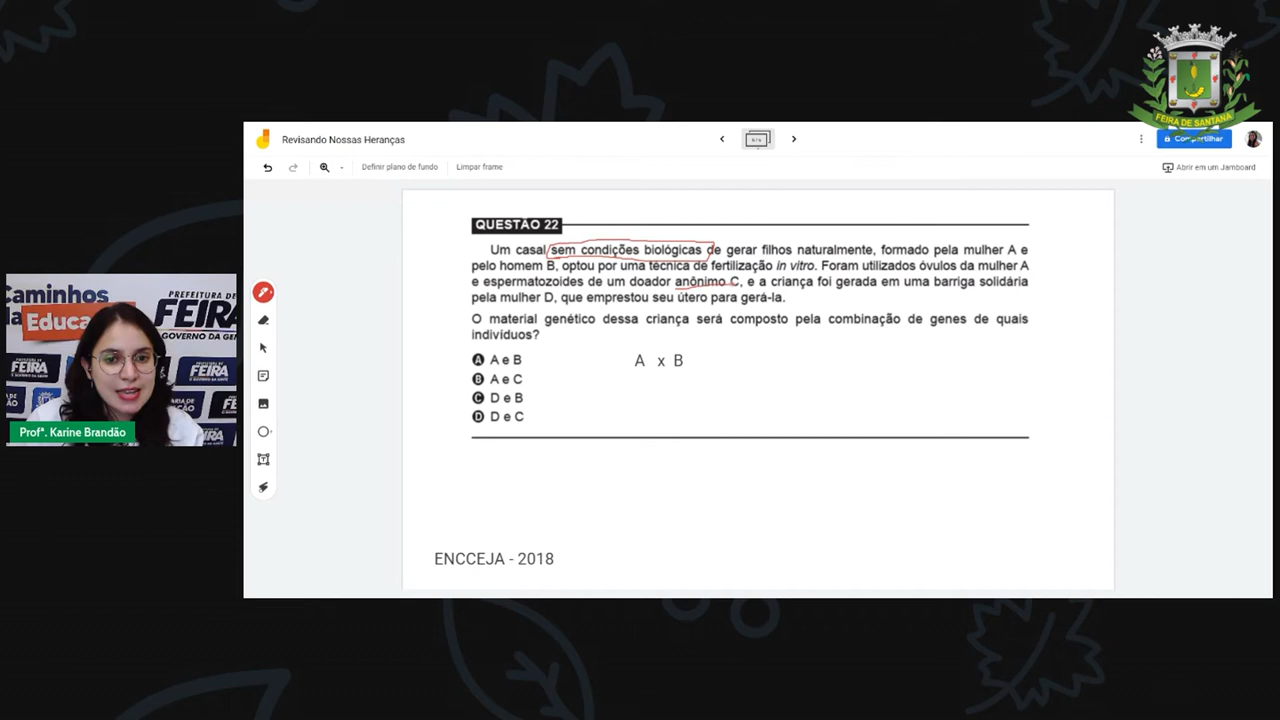 FEIRA DE SANTANA
Revisando Nossas Heranças
Compartilhar
Definir plano de fundo
Limpar frame
Abrir em um Jamboard
QUESTÃO 22
Um casal sem condições biológicas de gerar filhos naturalmente, formado pela mulher A e
pelo homem B, optou por uma técnica de fertilização in vitro. Foram utilizados óvulos da mulher A
e espermatozoides de um doador anônimo C, e a criança foi gerada em uma barriga solidária
pela mulher D, que emprestou seu útero para gerá-la.
O material genético dessa criança será composto pela combinação de genes de quais
indivíduos?
A A e B
B A e C
C D e B
D D e C
A x B
ENCCEJA - 2018
Caminhos
da Educa
PREFEITURA DE
FEIRA
GOVERNO DA GEN
FEIRA
FEIRA
Profª. Karine Brandão